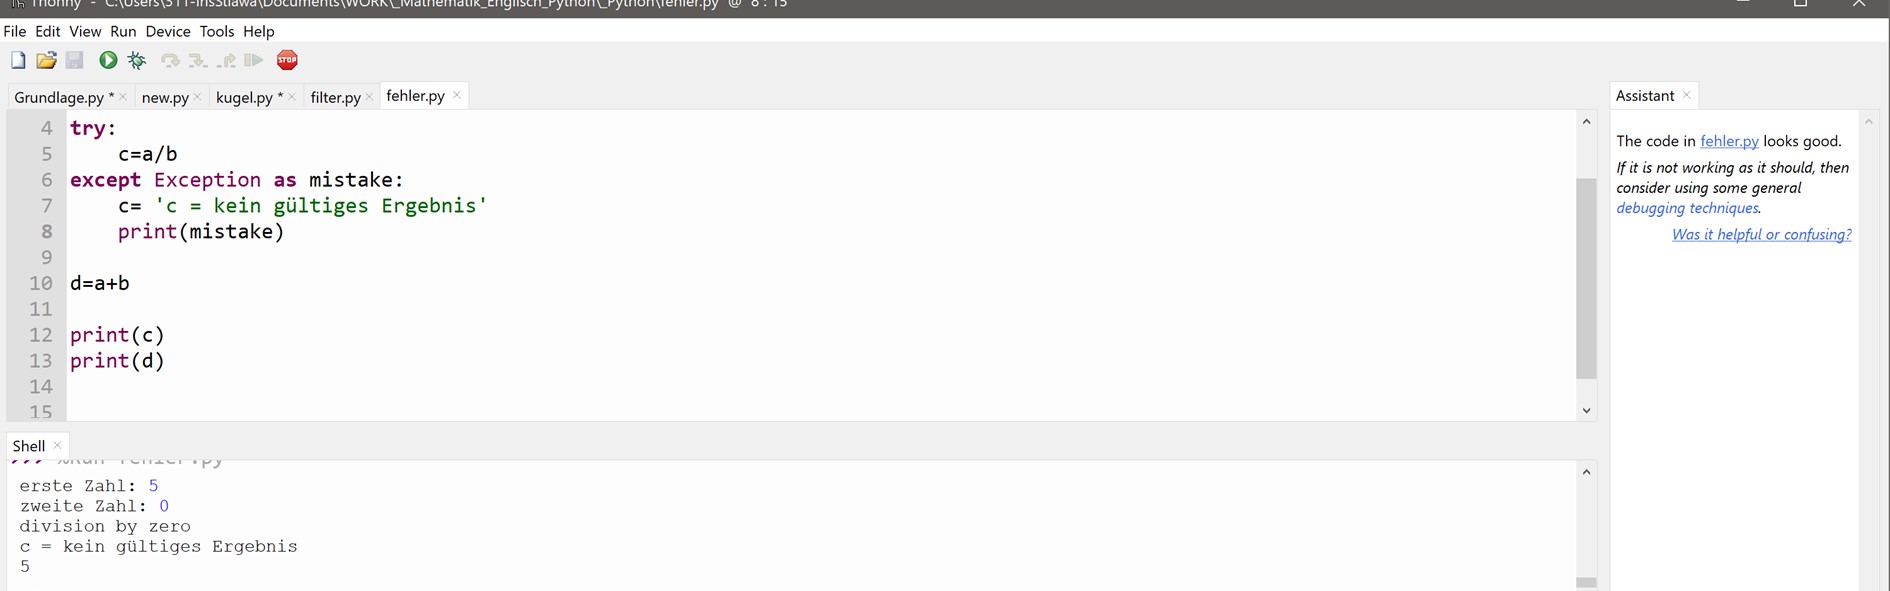 Thonny - C:\Users\511-IrisStiawa\Documents\WORK\_Mathematik_Englisch_Python\_Python\fehler.py @ 8 : 15
File Edit View Run Device Tools Help
STOP
Grundlage.py * × new.py × kugel.py * × filter.py × fehler.py ×
4 try:
5     c=a/b
6 except Exception as mistake:
7     c= 'c = kein gültiges Ergebnis'
8     print(mistake)
9
10 d=a+b
11
12 print(c)
13 print(d)
14
15
Shell ×
>>> %Run fehler.py
erste Zahl: 5
zweite Zahl: 0
division by zero
c = kein gültiges Ergebnis
5
Assistant ×
The code in fehler.py looks good.
If it is not working as it should, then
consider using some general
debugging techniques.
Was it helpful or confusing?